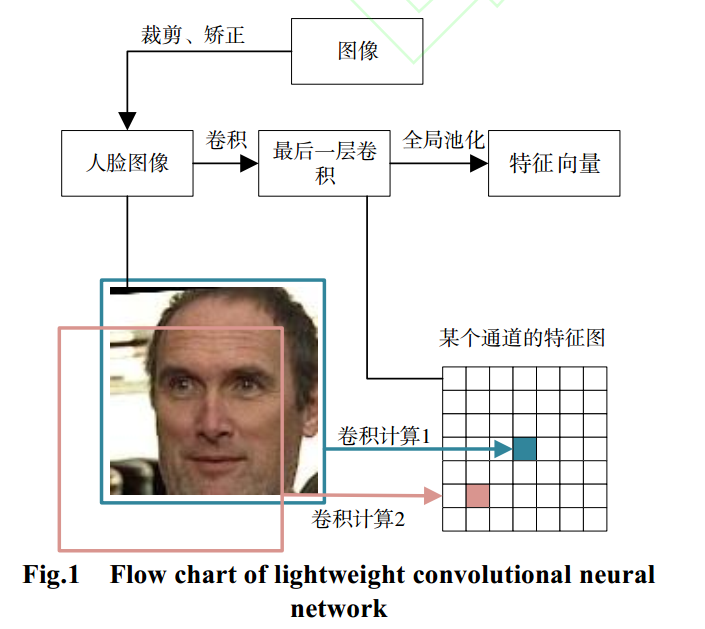 裁剪、矫正
图像
人脸图像
卷积
最后一层卷
积
全局池化
特征向量
某个通道的特征图
卷积计算1
卷积计算2
Fig.1 Flow chart of lightweight convolutional neural
network